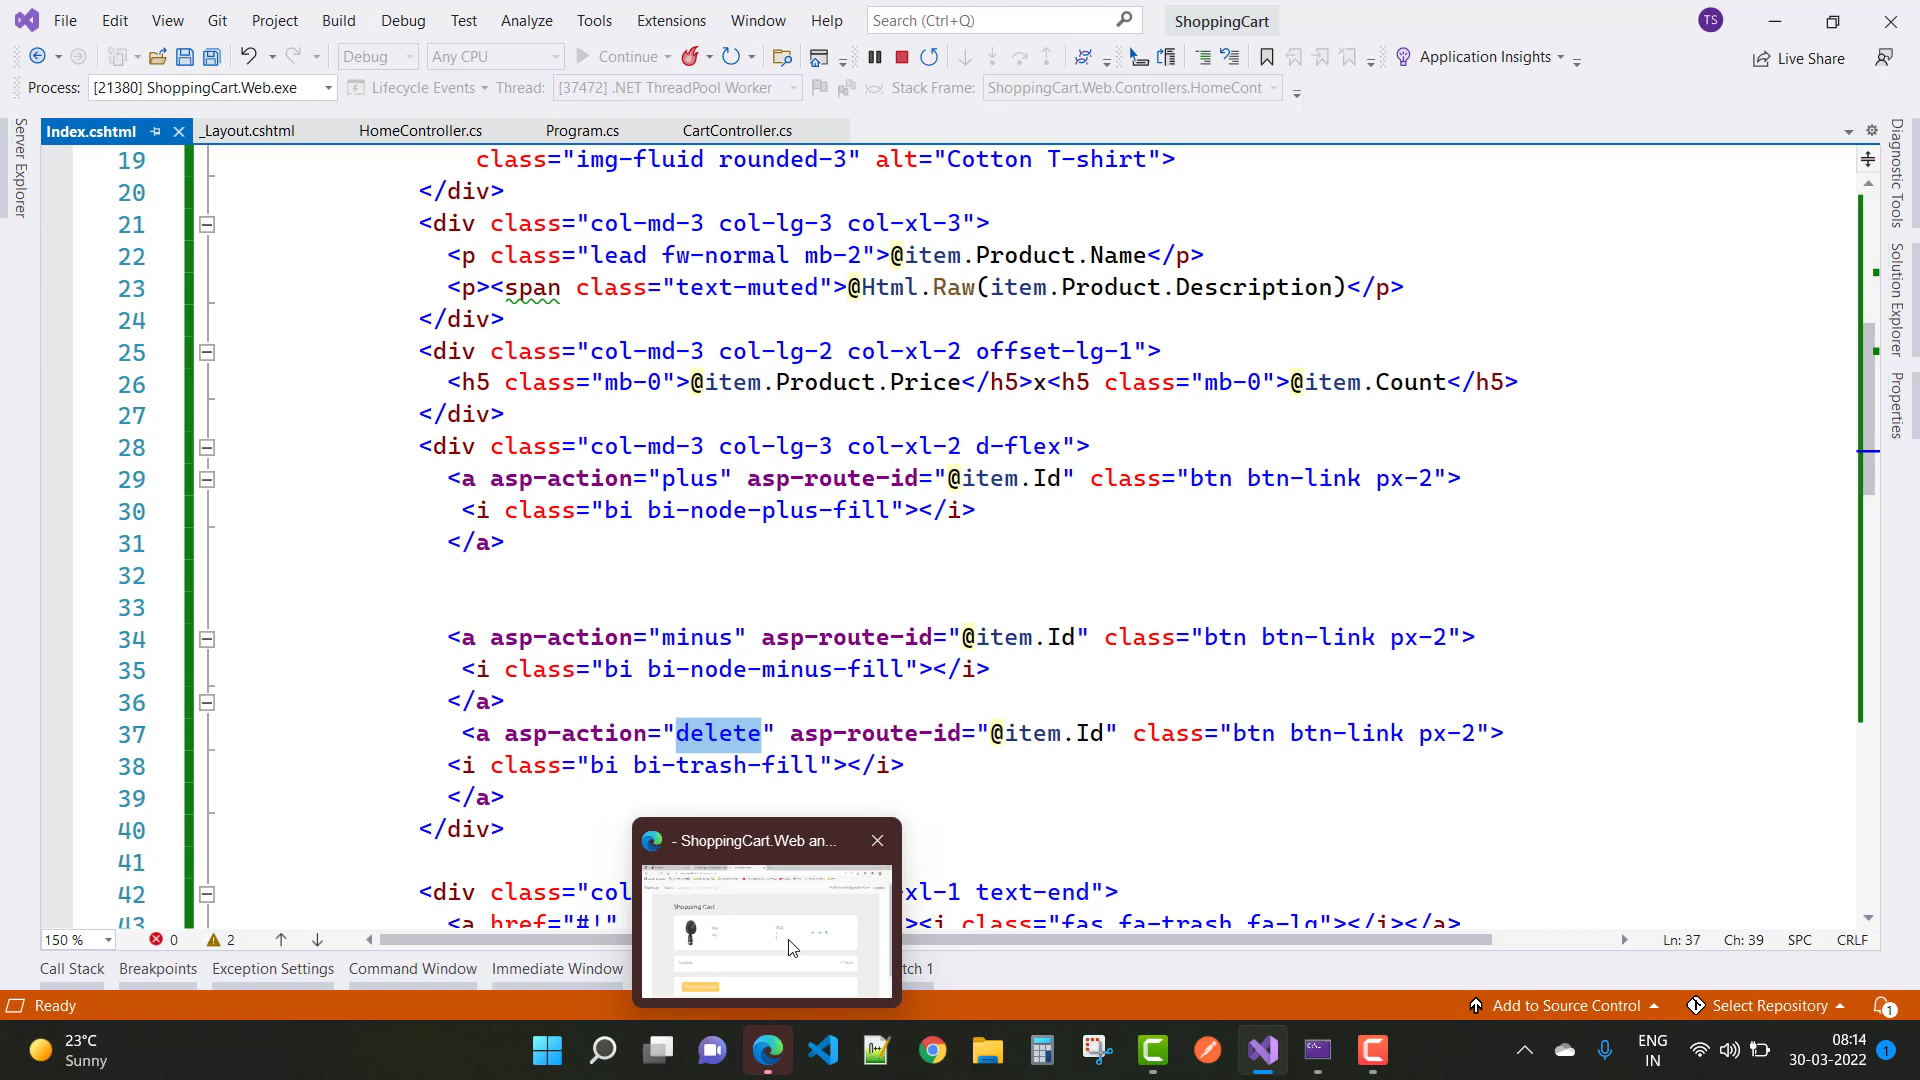 File Edit View Git Project Build Debug Test Analyze Tools Extensions Window Help Search (Ctrl+Q) ShoppingCart TS
Debug Any CPU Continue Application Insights Live Share
Process: [21380] ShoppingCart.Web.exe Lifecycle Events Thread: [37472] .NET ThreadPool Worker Stack Frame: ShoppingCart.Web.Controllers.HomeCont
Index.cshtml _Layout.cshtml HomeController.cs Program.cs CartController.cs
Server Explorer
Diagnostic Tools
Solution Explorer
Properties
19 class="img-fluid rounded-3" alt="Cotton T-shirt">
20 </div>
21 <div class="col-md-3 col-lg-3 col-xl-3">
22 <p class="lead fw-normal mb-2">@item.Product.Name</p>
23 <p><span class="text-muted">@Html.Raw(item.Product.Description)</p>
24 </div>
25 <div class="col-md-3 col-lg-2 col-xl-2 offset-lg-1">
26 <h5 class="mb-0">@item.Product.Price</h5>x<h5 class="mb-0">@item.Count</h5>
27 </div>
28 <div class="col-md-3 col-lg-3 col-xl-2 d-flex">
29 <a asp-action="plus" asp-route-id="@item.Id" class="btn btn-link px-2">
30 <i class="bi bi-node-plus-fill"></i>
31 </a>
32
33
34 <a asp-action="minus" asp-route-id="@item.Id" class="btn btn-link px-2">
35 <i class="bi bi-node-minus-fill"></i>
36 </a>
37 <a asp-action="delete" asp-route-id="@item.Id" class="btn btn-link px-2">
38 <i class="bi bi-trash-fill"></i>
39 </a>
40 </div>
41
42 <div class="col xl-1 text-end">
43 <a href="#!" ><i class="fas fa-trash fa-lg"></i></a>
- ShoppingCart.Web an...
Shopping Cart
150 % 0 2 Ln: 37 Ch: 39 SPC CRLF
Call Stack Breakpoints Exception Settings Command Window Immediate Window tch 1
Ready Add to Source Control Select Repository 1
23°C
Sunny
ENG
IN
08:14
30-03-2022 1